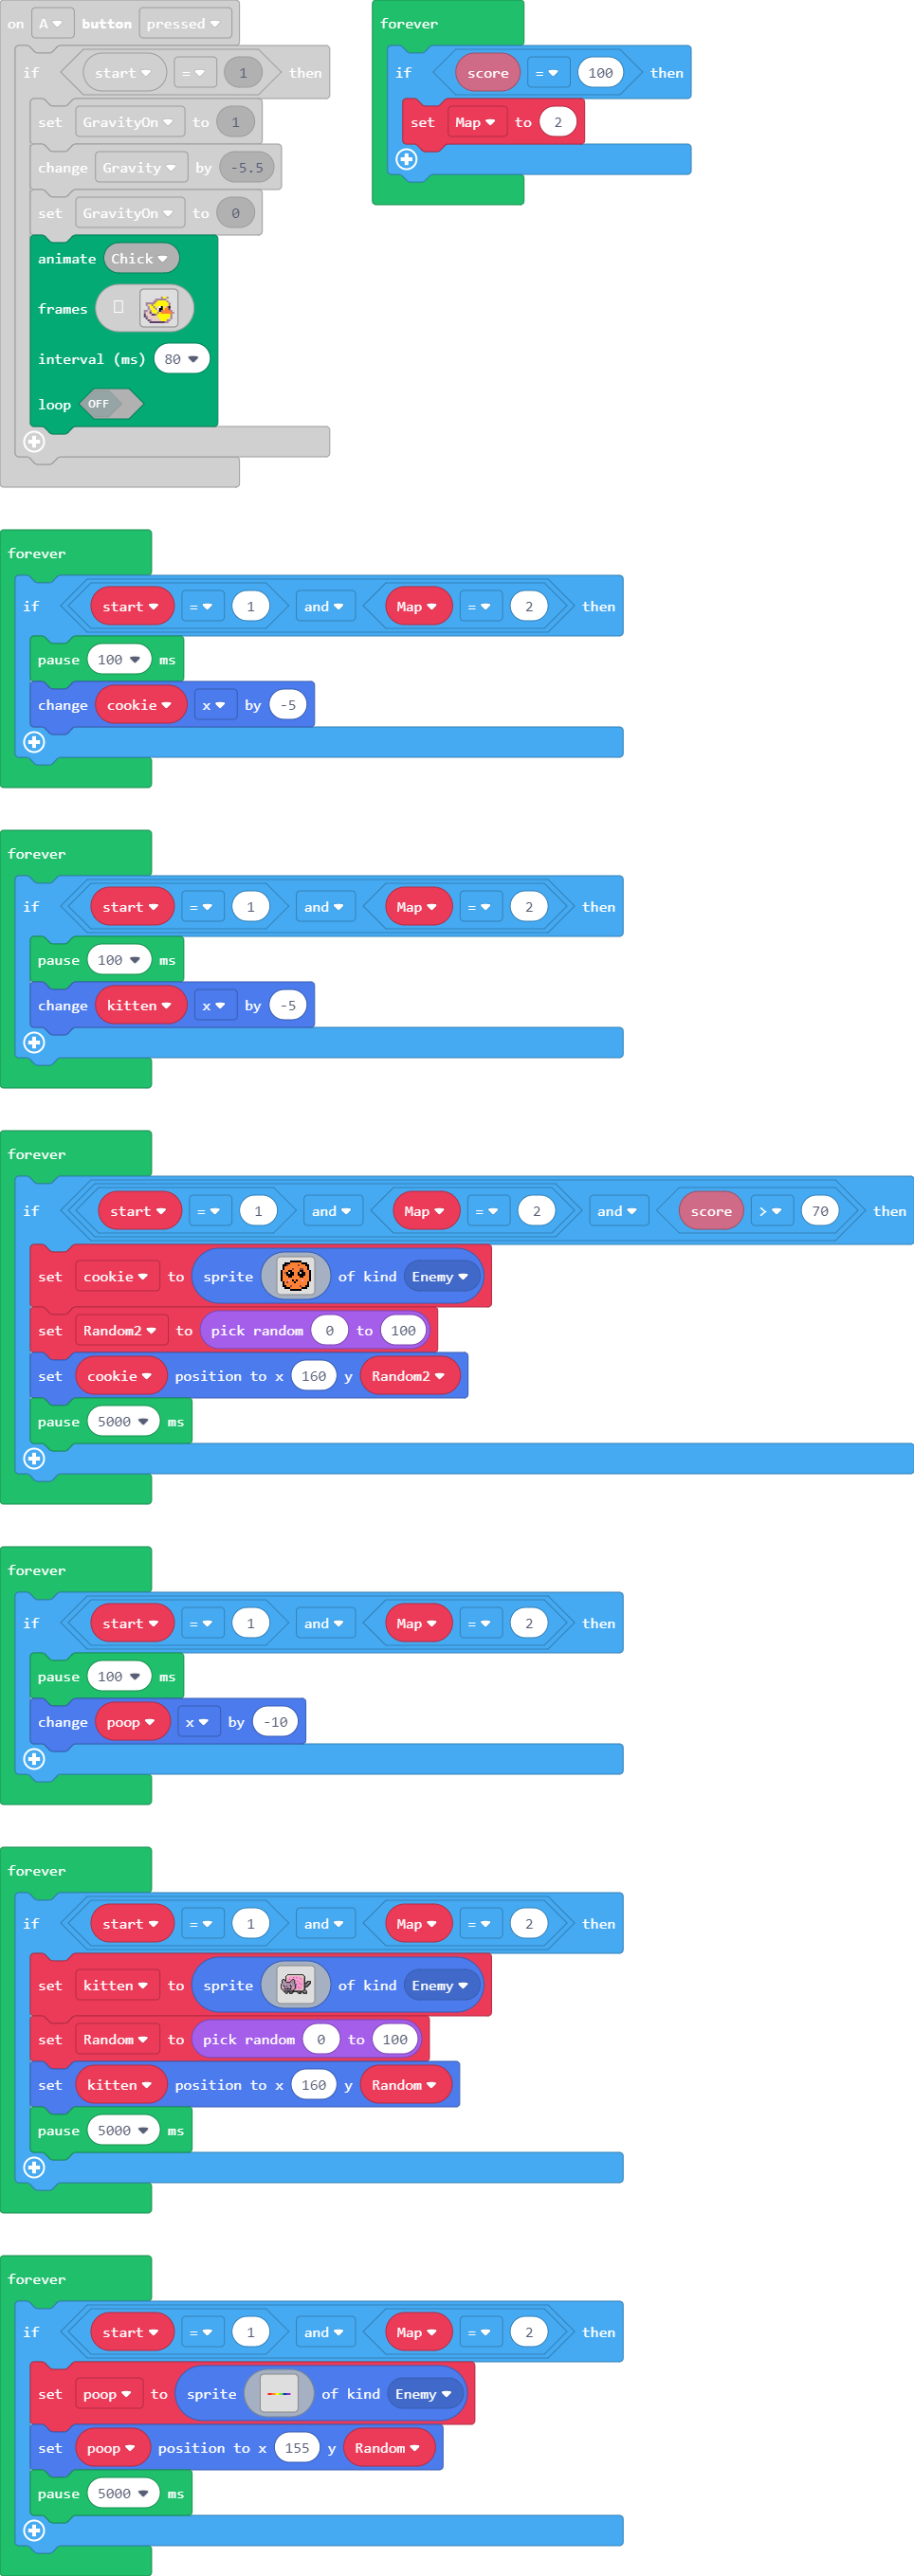 on A button pressed
if start = 1 then
set GravityOn to 1
change Gravity by -5.5
set GravityOn to 0
animate Chick
frames
interval (ms) 80
loop OFF
forever
if score = 100 then
set Map to 2
forever
if start = 1 and Map = 2 then
pause 100 ms
change cookie x by -5
forever
if start = 1 and Map = 2 then
pause 100 ms
change kitten x by -5
forever
if start = 1 and Map = 2 and score > 70 then
set cookie to sprite of kind Enemy
set Random2 to pick random 0 to 100
set cookie position to x 160 y Random2
pause 5000 ms
forever
if start = 1 and Map = 2 then
pause 100 ms
change poop x by -10
forever
if start = 1 and Map = 2 then
set kitten to sprite of kind Enemy
set Random to pick random 0 to 100
set kitten position to x 160 y Random
pause 5000 ms
forever
if start = 1 and Map = 2 then
set poop to sprite of kind Enemy
set poop position to x 155 y Random
pause 5000 ms